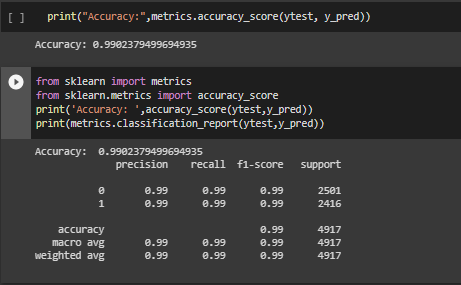 [ ] print("Accuracy:",metrics.accuracy_score(ytest, y_pred))
Accuracy: 0.9902379499694935
from sklearn import metrics
from sklearn.metrics import accuracy_score
print('Accuracy: ',accuracy_score(ytest,y_pred))
print(metrics.classification_report(ytest,y_pred))
Accuracy:  0.9902379499694935
precision recall f1-score support
0 0.99 0.99 0.99 2501
1 0.99 0.99 0.99 2416
accuracy 0.99 4917
macro avg 0.99 0.99 0.99 4917
weighted avg 0.99 0.99 0.99 4917